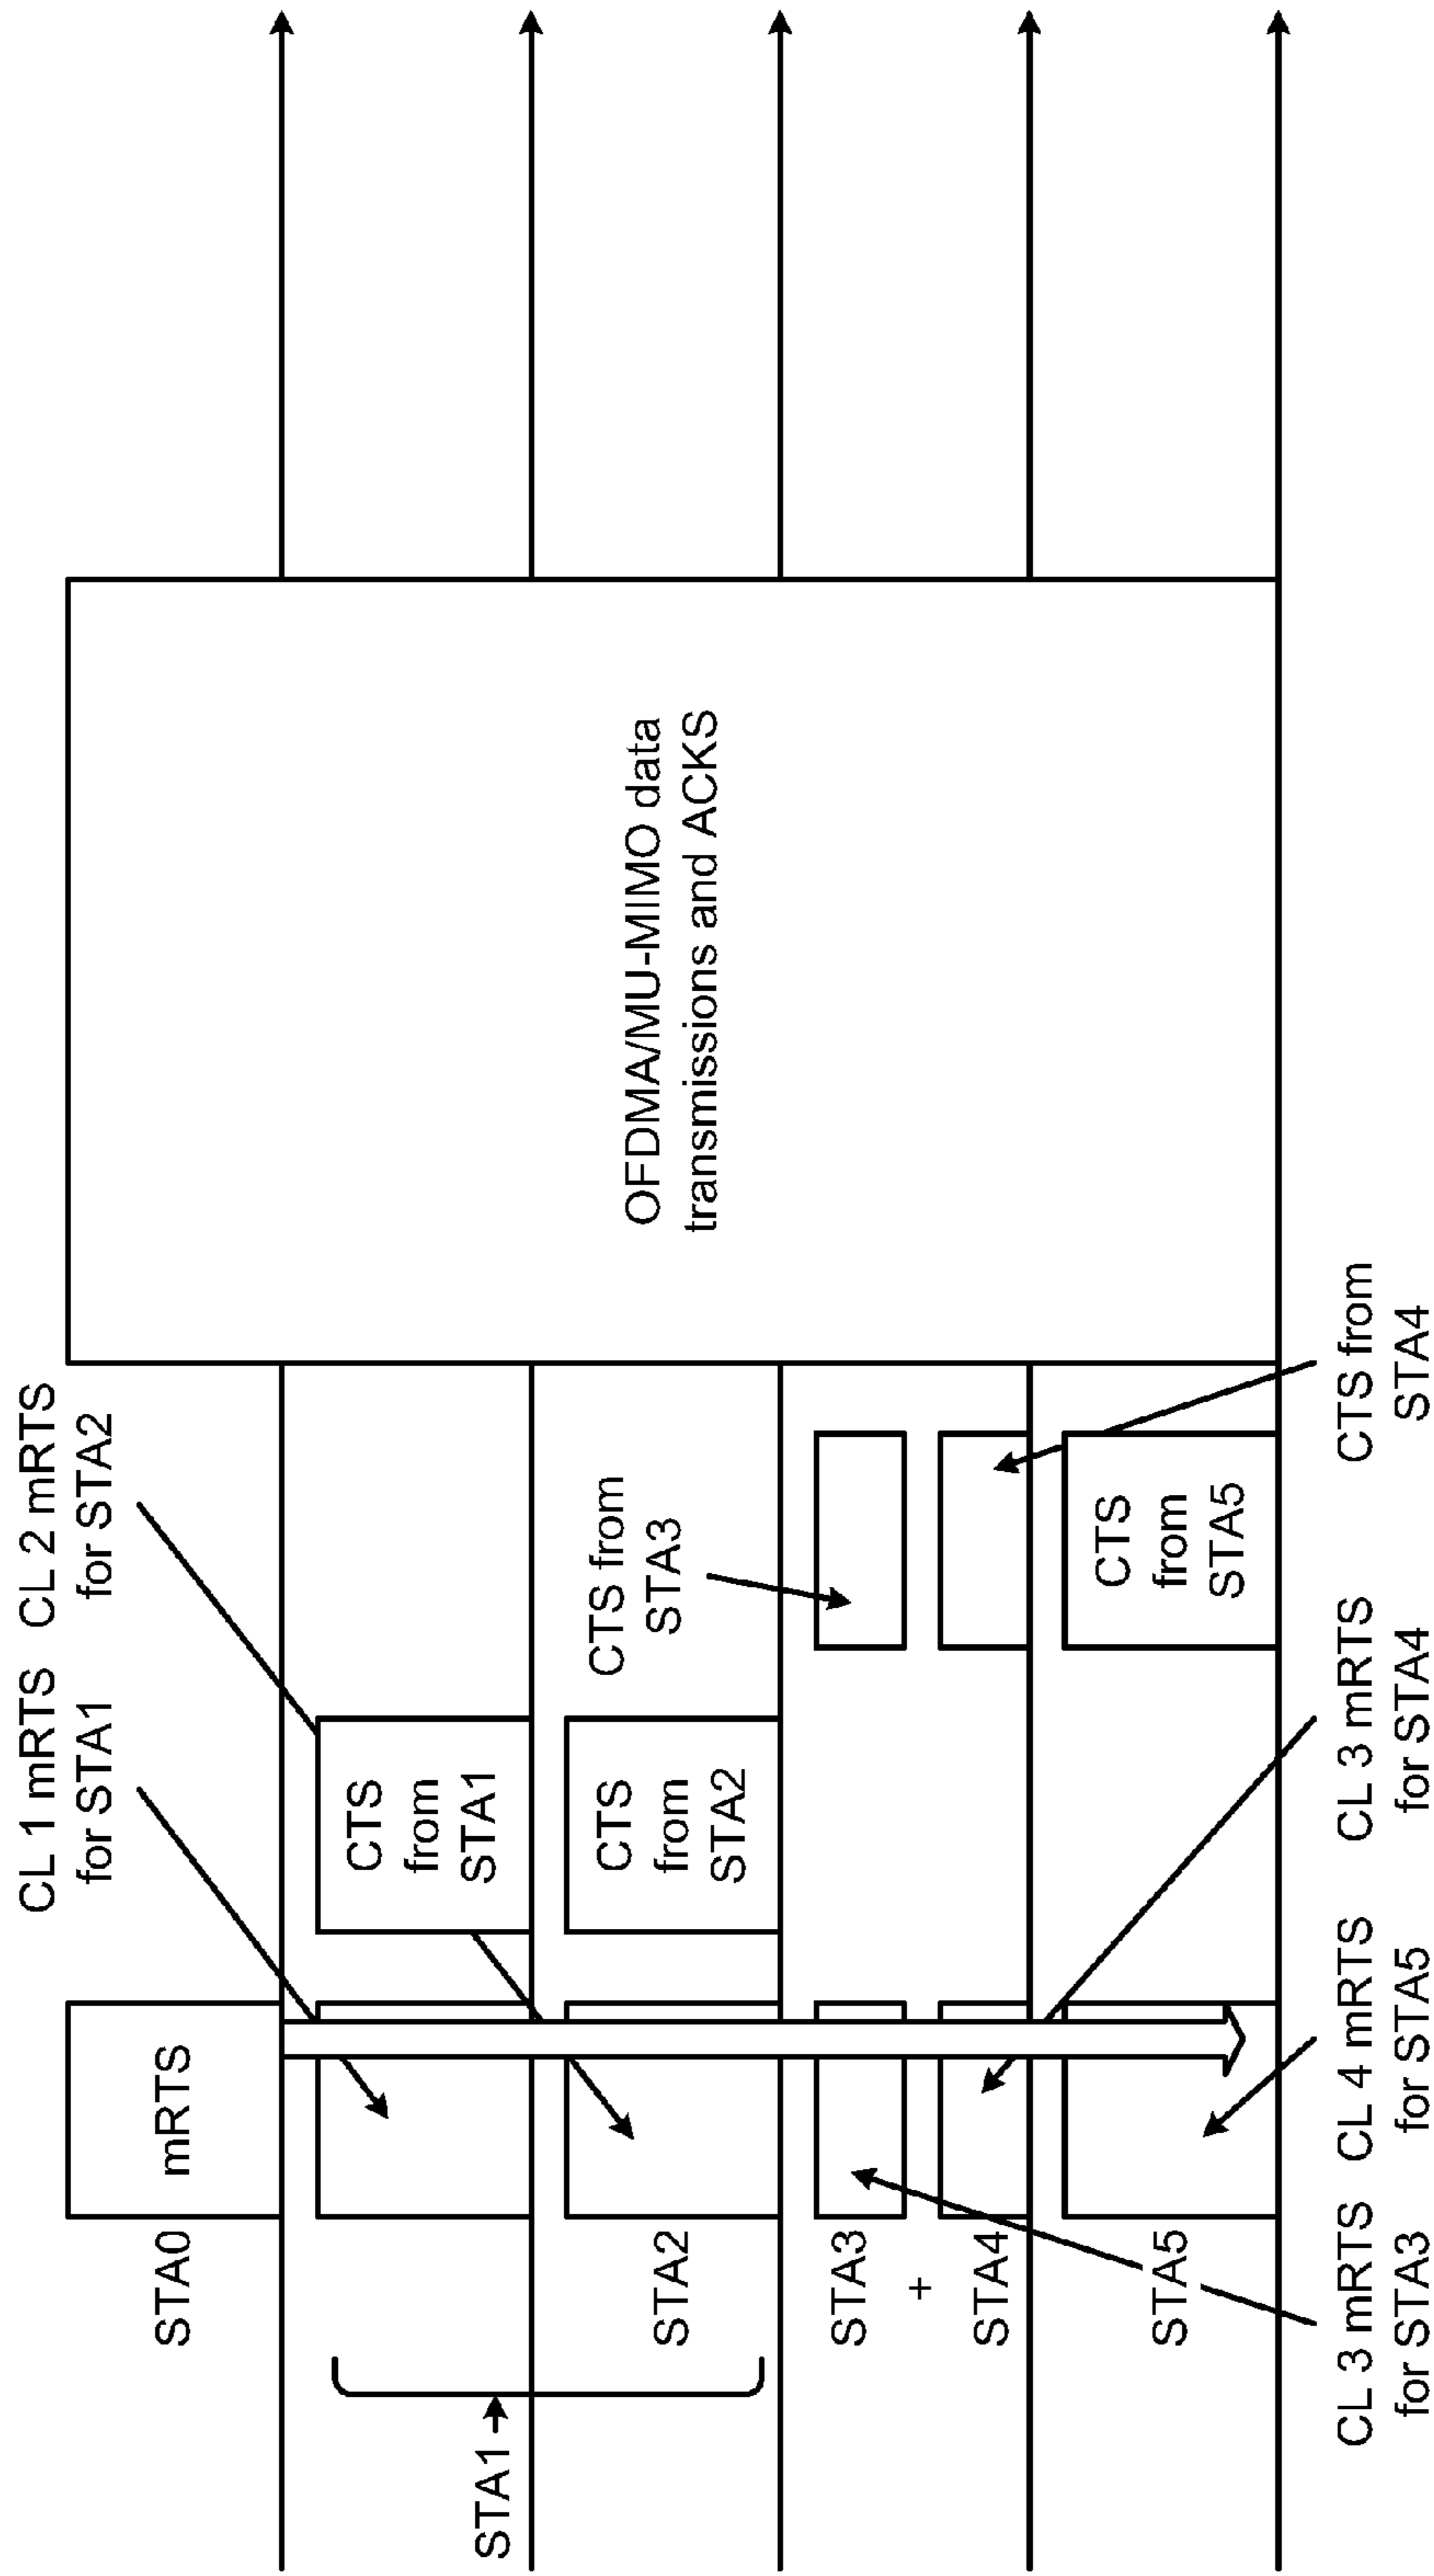 CL 1 mRTS
for STA1
CL 2 mRTS
for STA2
STA0
mRTS
STA1
CTS
from
STA1
STA2
CTS
from
STA2
CTS from
STA3
OFDMA/MU-MIMO data
transmissions and ACKS
STA3
+
STA4
STA5
CTS
from
STA5
CL 3 mRTS
for STA3
CL 4 mRTS
for STA5
CL 3 mRTS
for STA4
CTS from
STA4